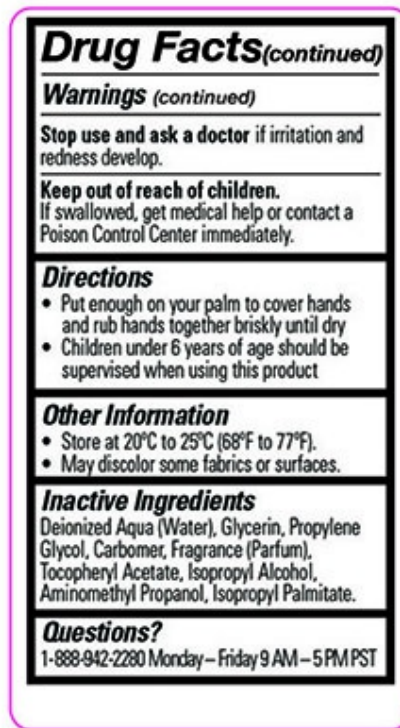 Drug Facts(continued)
Warnings (continued)
Stop use and ask a doctor if irritation and
redness develop.
Keep out of reach of children.
If swallowed, get medical help or contact a
Poison Control Center immediately.
Directions
• Put enough on your palm to cover hands
and rub hands together briskly until dry
• Children under 6 years of age should be
supervised when using this product
Other Information
• Store at 20°C to 25°C (68°F to 77°F).
• May discolor some fabrics or surfaces.
Inactive Ingredients
Deionized Aqua (Water), Glycerin, Propylene
Glycol, Carbomer, Fragrance (Parfum),
Tocopheryl Acetate, Isopropyl Alcohol,
Aminomethyl Propanol, Isopropyl Palmitate.
Questions?
1-888-942-2280 Monday – Friday 9 AM – 5 PM PST